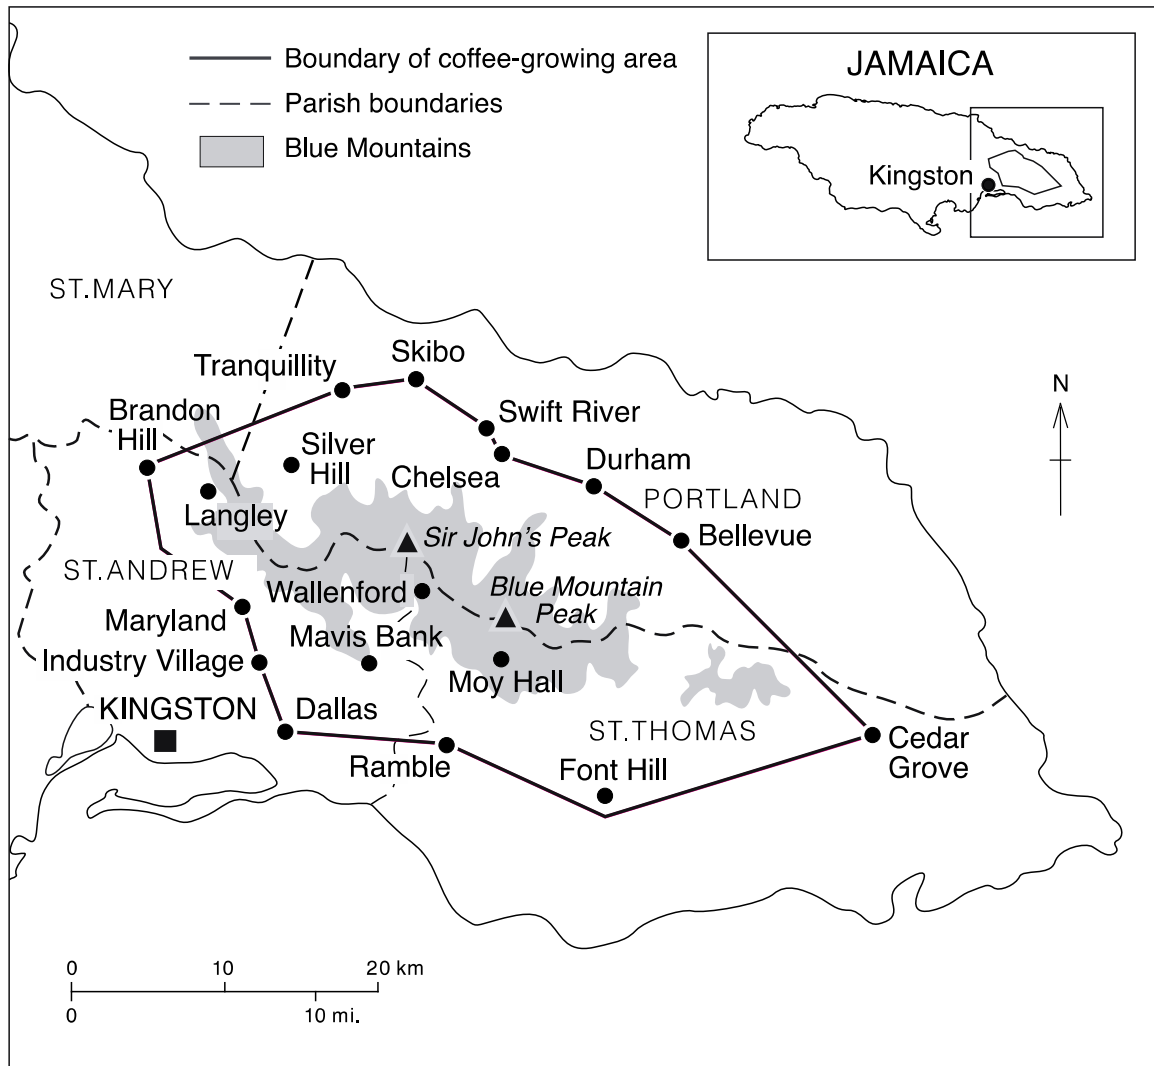 Boundary of coffee-growing area
Parish boundaries
Blue Mountains
JAMAICA
Kingston
ST.MARY
Tranquillity
Skibo
Brandon
Hill
Swift River
Silver
Hill
Chelsea
Durham
N
Langley
PORTLAND
Bellevue
Sir John's Peak
ST.ANDREW
Wallenford
Blue Mountain
Peak
Maryland
Mavis Bank
Industry Village
Moy Hall
KINGSTON
Dallas
ST.THOMAS
Ramble
Font Hill
Cedar
Grove
0 10 20 km
0 10 mi.